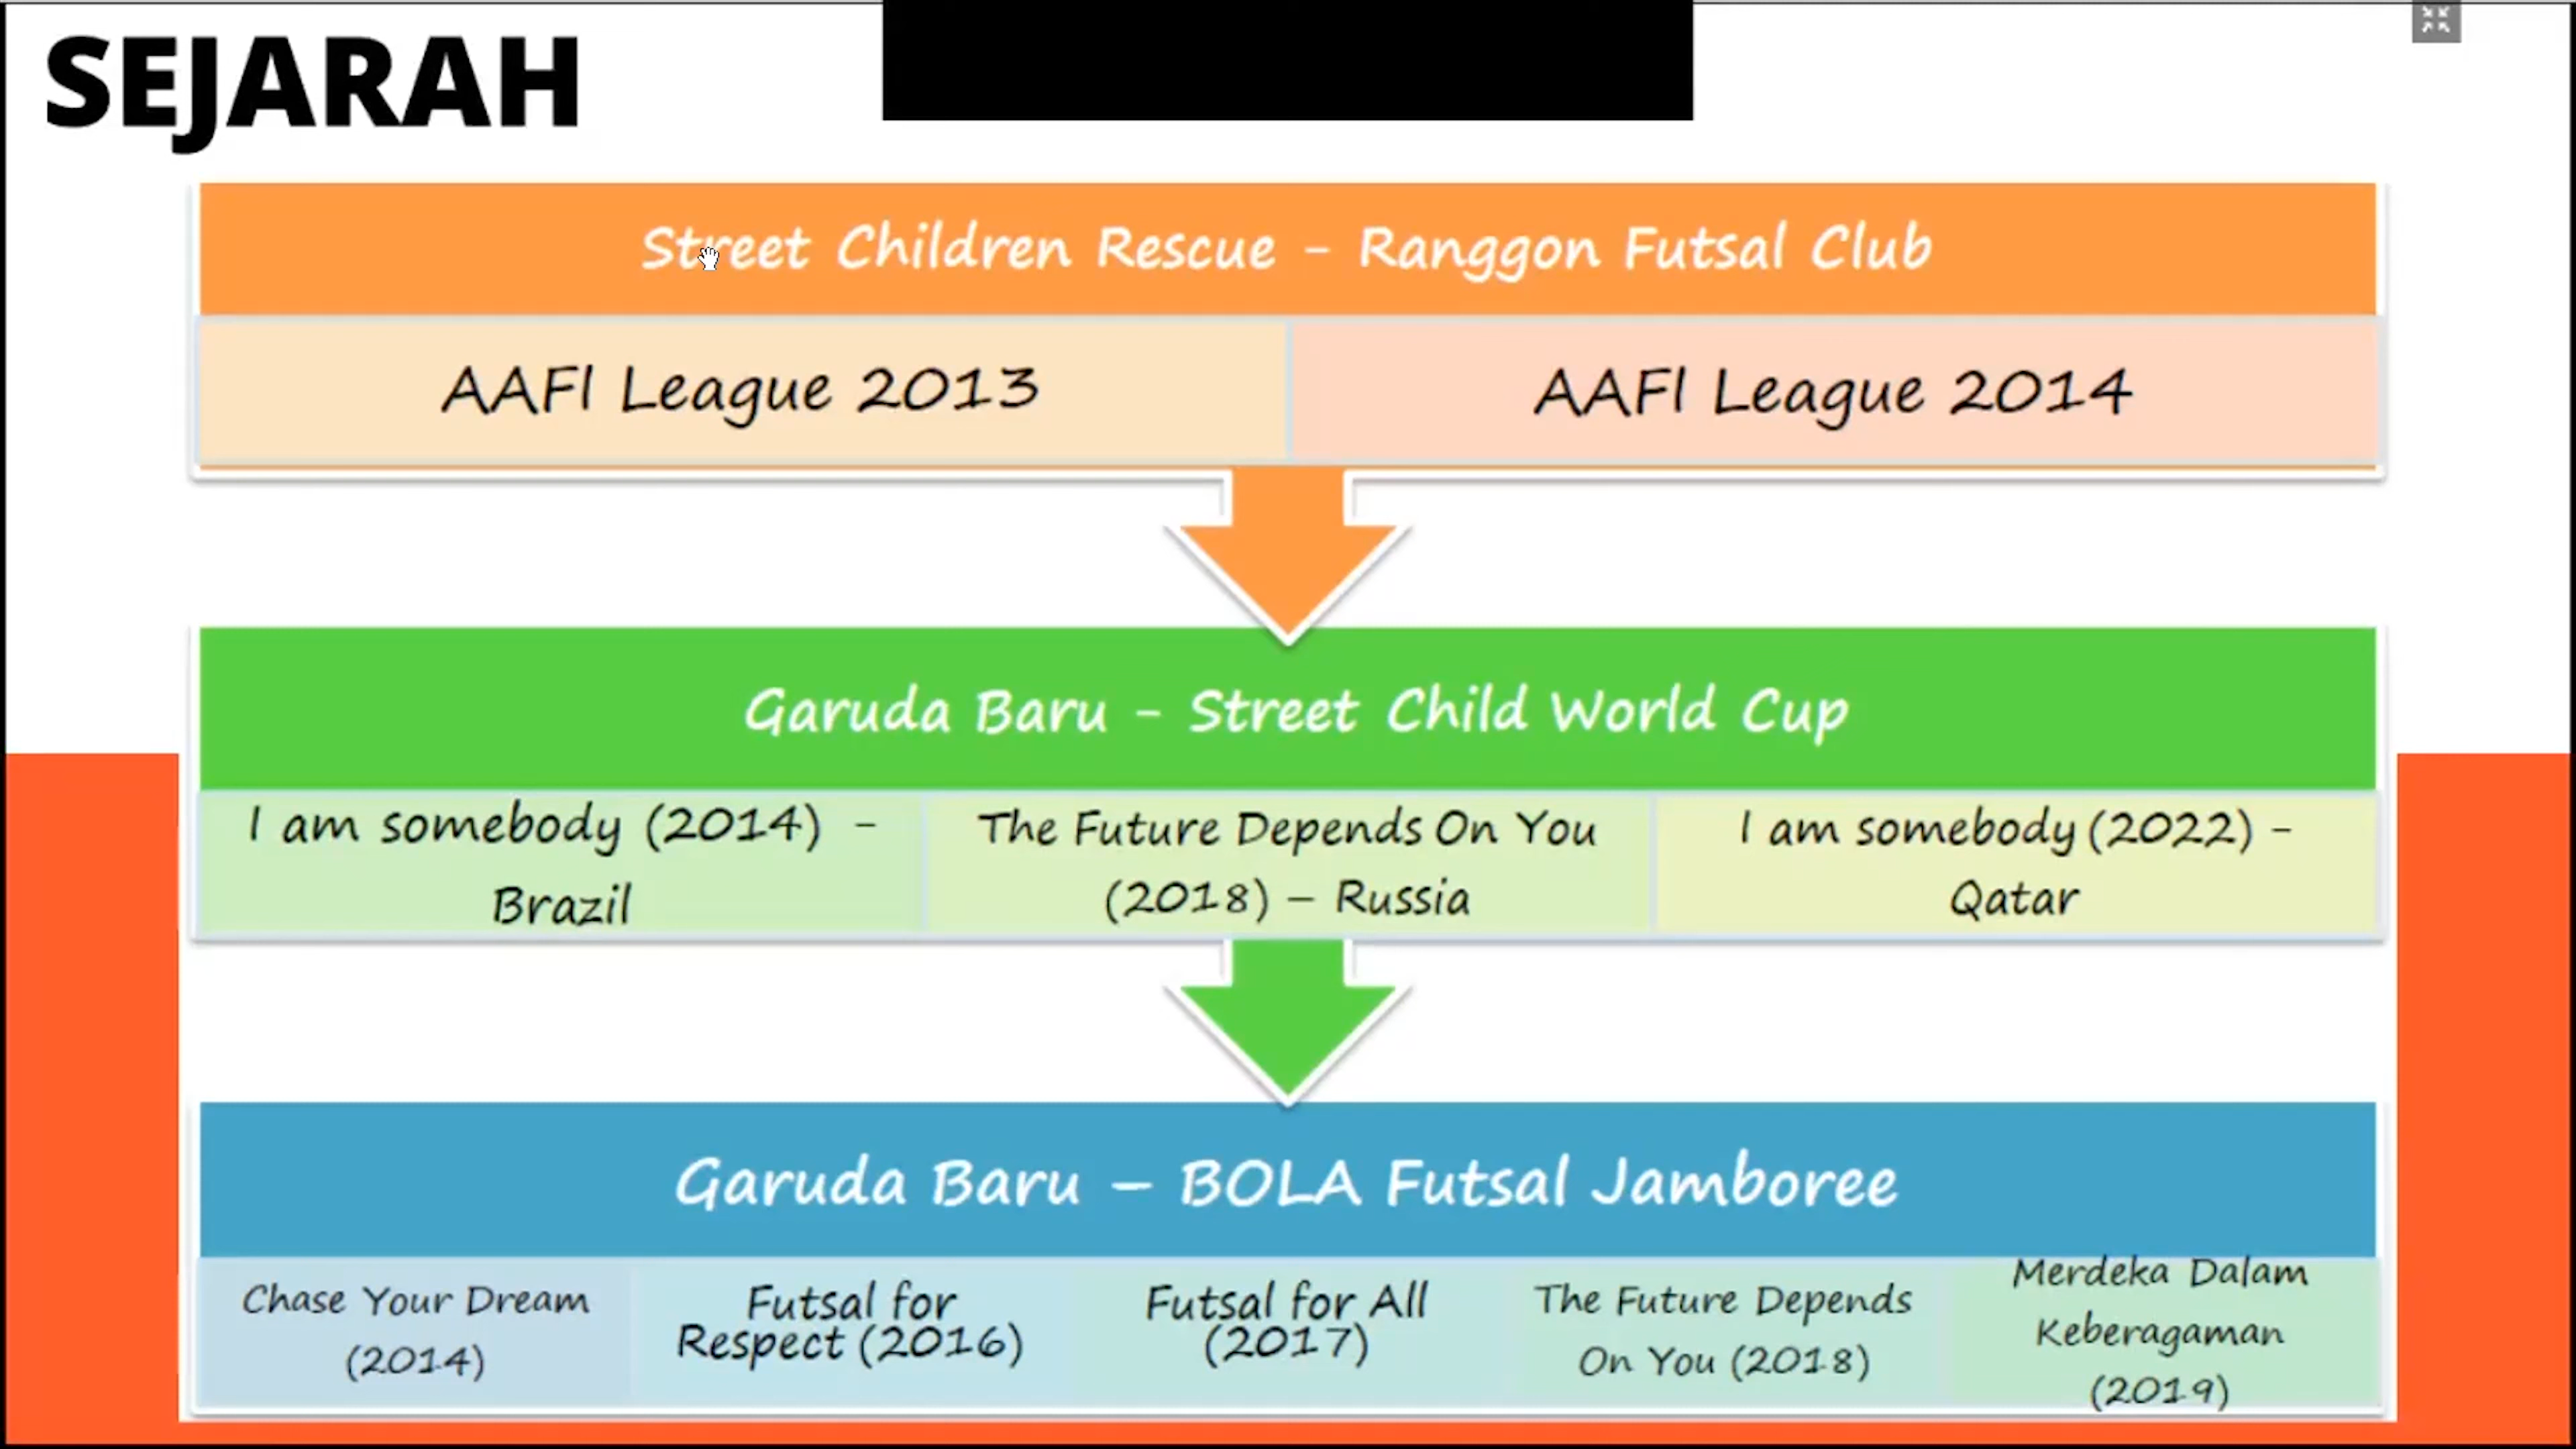 SEJARAH
Street Children Rescue - Ranggon Futsal Club
AAFI League 2013
AAFI League 2014
Garuda Baru - Street Child World Cup
I am somebody (2014) -
Brazil
The Future Depends On You
(2018) – Russia
I am somebody (2022) -
Qatar
Garuda Baru – BOLA Futsal Jamboree
Chase Your Dream
(2014)
Futsal for
Respect (2016)
Futsal for All
(2017)
The Future Depends
On You (2018)
Merdeka Dalam
Keberagaman
(2019)